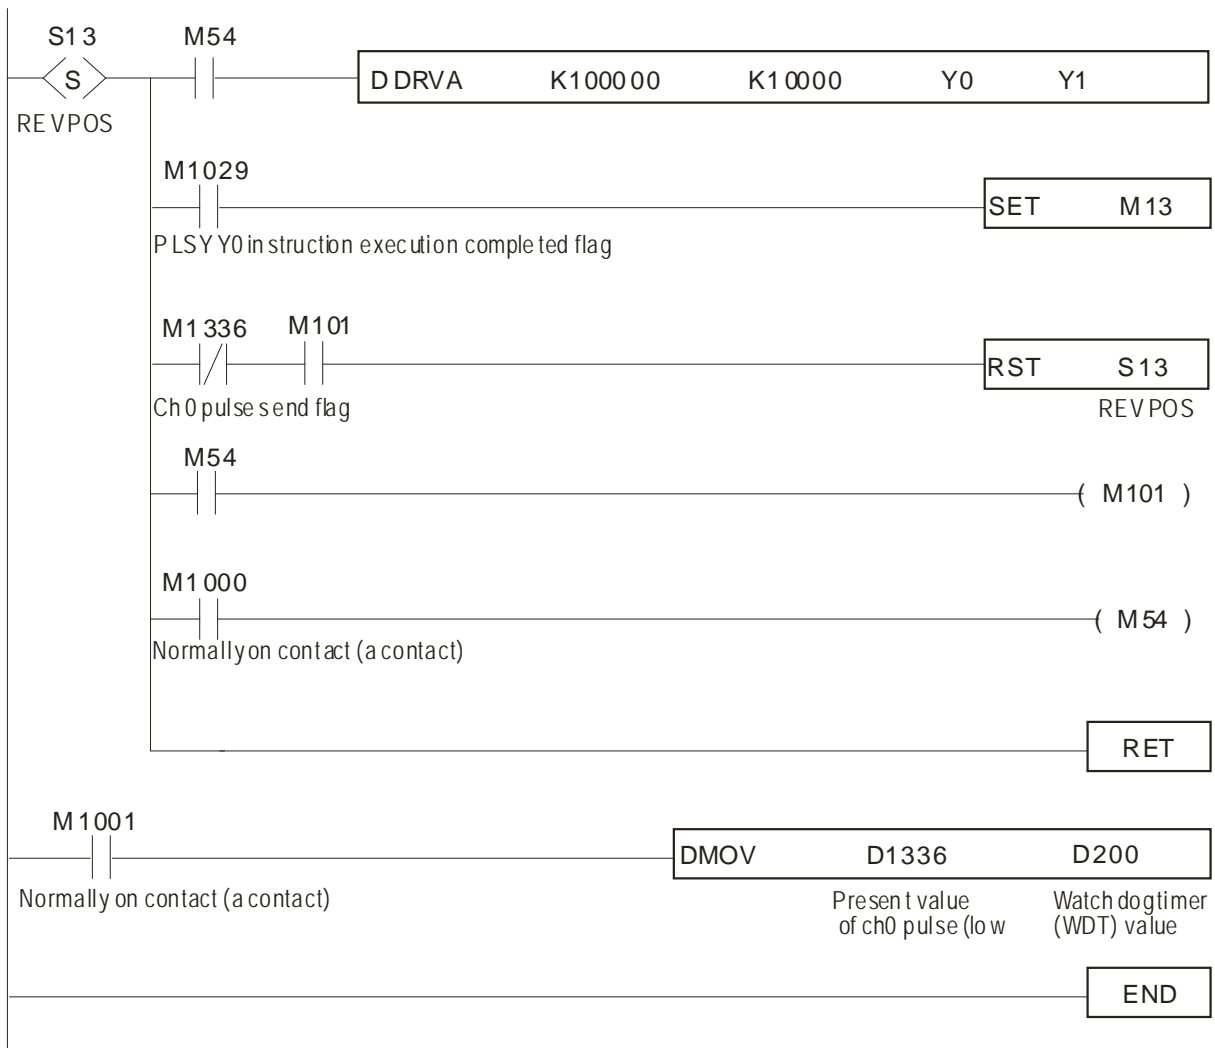 S13 M54
S DDRVA K100000 K10000 Y0 Y1
REVPOS
M1029
SET M13
PLSY Y0 instruction execution completed flag
M1336 M101
RST S13
Ch0 pulse send flag REVPOS
M54
( M101 )
M1000
( M54 )
Normally on contact (a contact)
RET
M1001
DMOV D1336 D200
Normally on contact (a contact) Present value Watch dog timer
of ch0 pulse (low (WDT) value
END